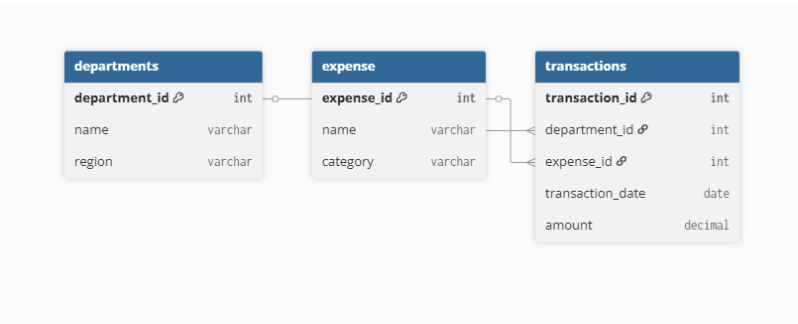 departments
department_id int
name varchar
region varchar
expense
expense_id int
name varchar
category varchar
transactions
transaction_id int
department_id int
expense_id int
transaction_date date
amount decimal